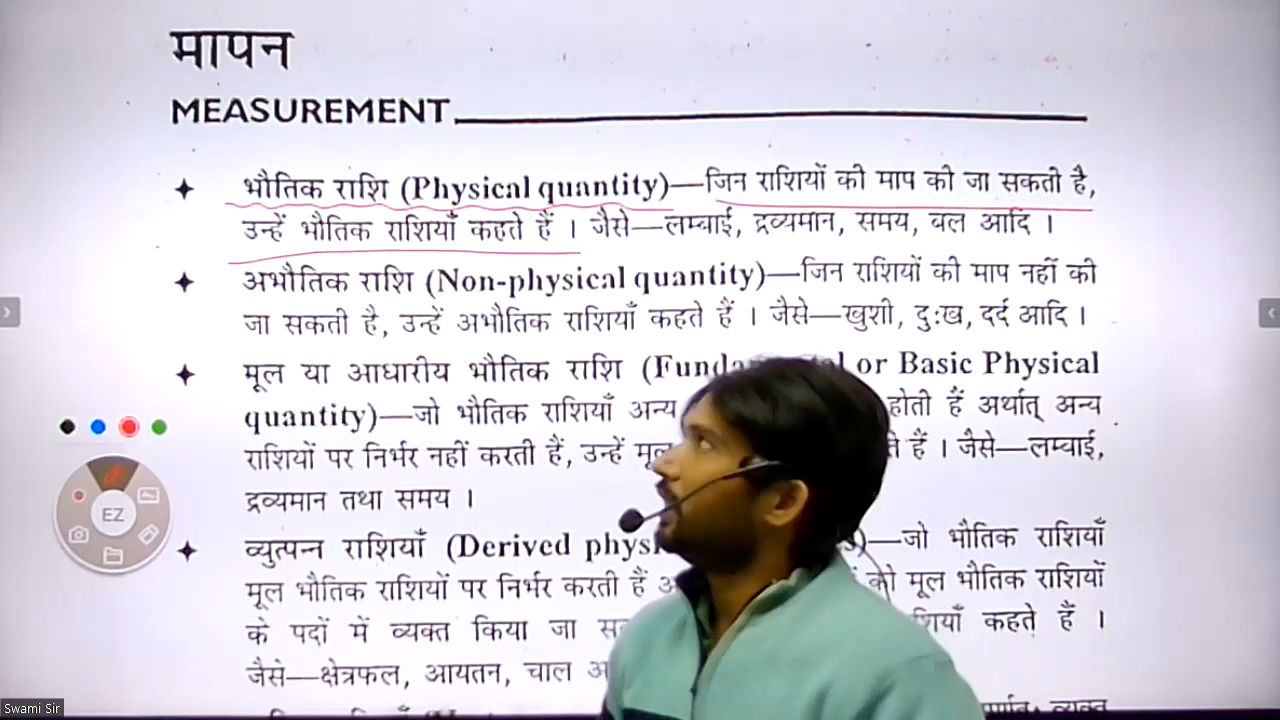 मापन
MEASUREMENT
✦ भौतिक राशि (Physical quantity)—जिन राशियों की माप की जा सकती है,
उन्हें भौतिक राशियाँ कहते हैं । जैसे—लम्बाई, द्रव्यमान, समय, बल आदि ।
✦ अभौतिक राशि (Non-physical quantity)—जिन राशियों की माप नहीं की
जा सकती है, उन्हें अभौतिक राशियाँ कहते हैं । जैसे—खुशी, दुःख, दर्द आदि ।
✦ मूल या आधारीय भौतिक राशि (Fundamental or Basic Physical
quantity)—जो भौतिक राशियाँ अन्य होती हैं अर्थात् अन्य
राशियों पर निर्भर नहीं करती हैं, उन्हें मूल हैं । जैसे—लम्बाई,
द्रव्यमान तथा समय ।
✦ व्युत्पन्न राशियाँ (Derived —जो भौतिक राशियाँ
मूल भौतिक राशियों पर निर्भर करती हैं को मूल भौतिक राशियों
के पदों में व्यक्त किया जा कहते हैं ।
जैसे—क्षेत्रफल, आयतन, चाल
व्यक्त
EZ
Swami Sir